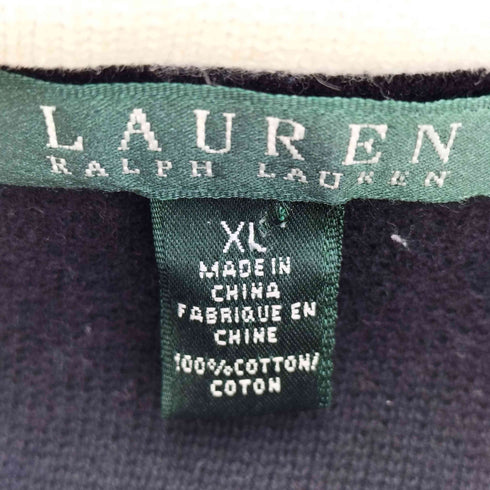 LAUREN
RALPH LAUREN
XL
MADE IN
CHINA
FABRIQUE EN
CHINE
100%COTTON/
COTON